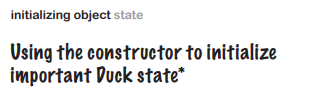 initializing object state
Using the constructor to initialize
important Duck state*